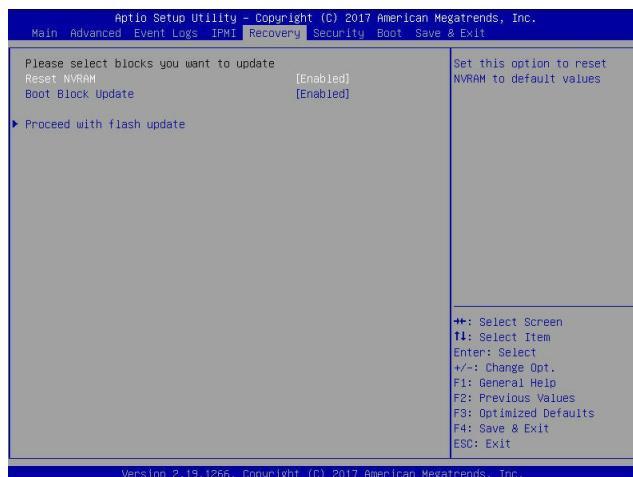 Aptio Setup Utility – Copyright (C) 2017 American Megatrends, Inc.
Main Advanced Event Logs IPMI Recovery Security Boot Save & Exit
Please select blocks you want to update
Reset NVRAM [Enabled]
Boot Block Update [Enabled]
Proceed with flash update
Set this option to reset
NVRAM to default values
: Select Screen
↑↓: Select Item
Enter: Select
+/-: Change Opt.
F1: General Help
F2: Previous Values
F3: Optimized Defaults
F4: Save & Exit
ESC: Exit
Version 2.19.1266. Copyright (C) 2017 American Megatrends, Inc.